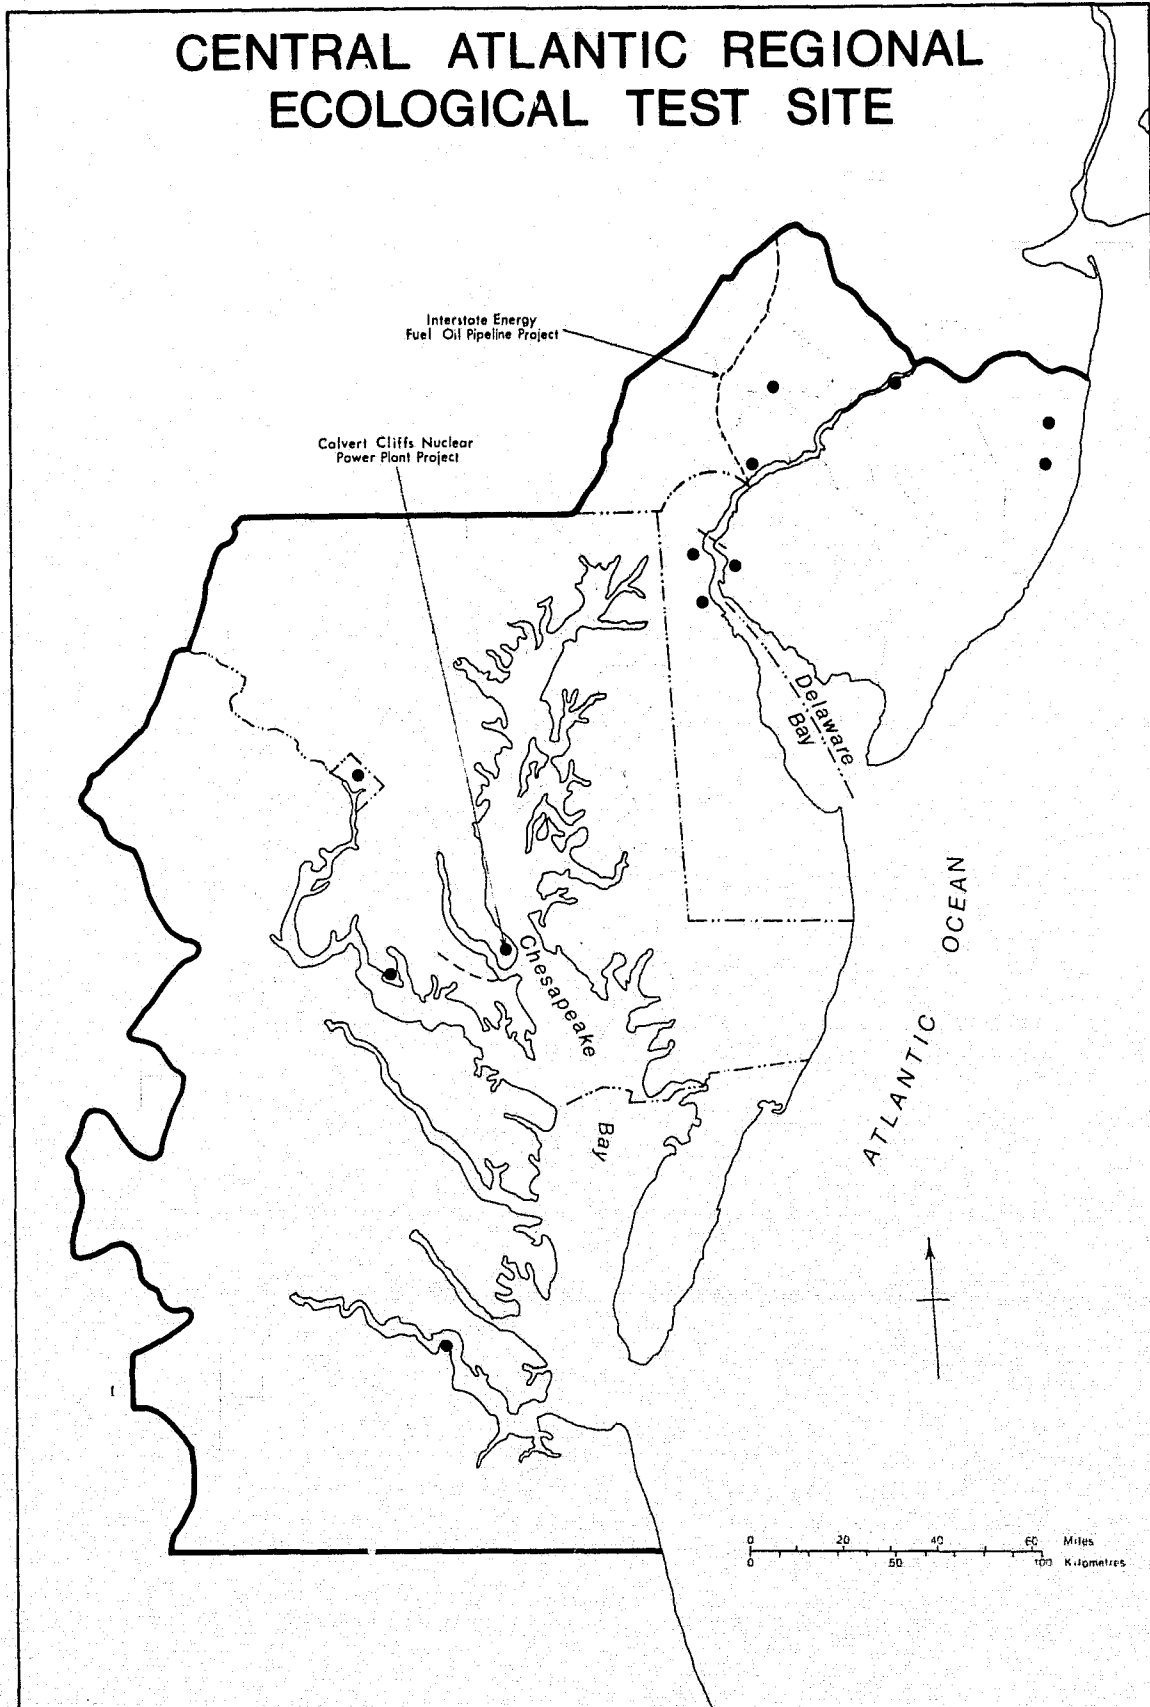 CENTRAL ATLANTIC REGIONAL
ECOLOGICAL TEST SITE
Interstate Energy
Fuel Oil Pipeline Project
Calvert Cliffs Nuclear
Power Plant Project
Delaware
Bay
OCEAN
ATLANTIC
Chesapeake
Bay
0 20 40 60 Miles
0 50 100 Kilometres